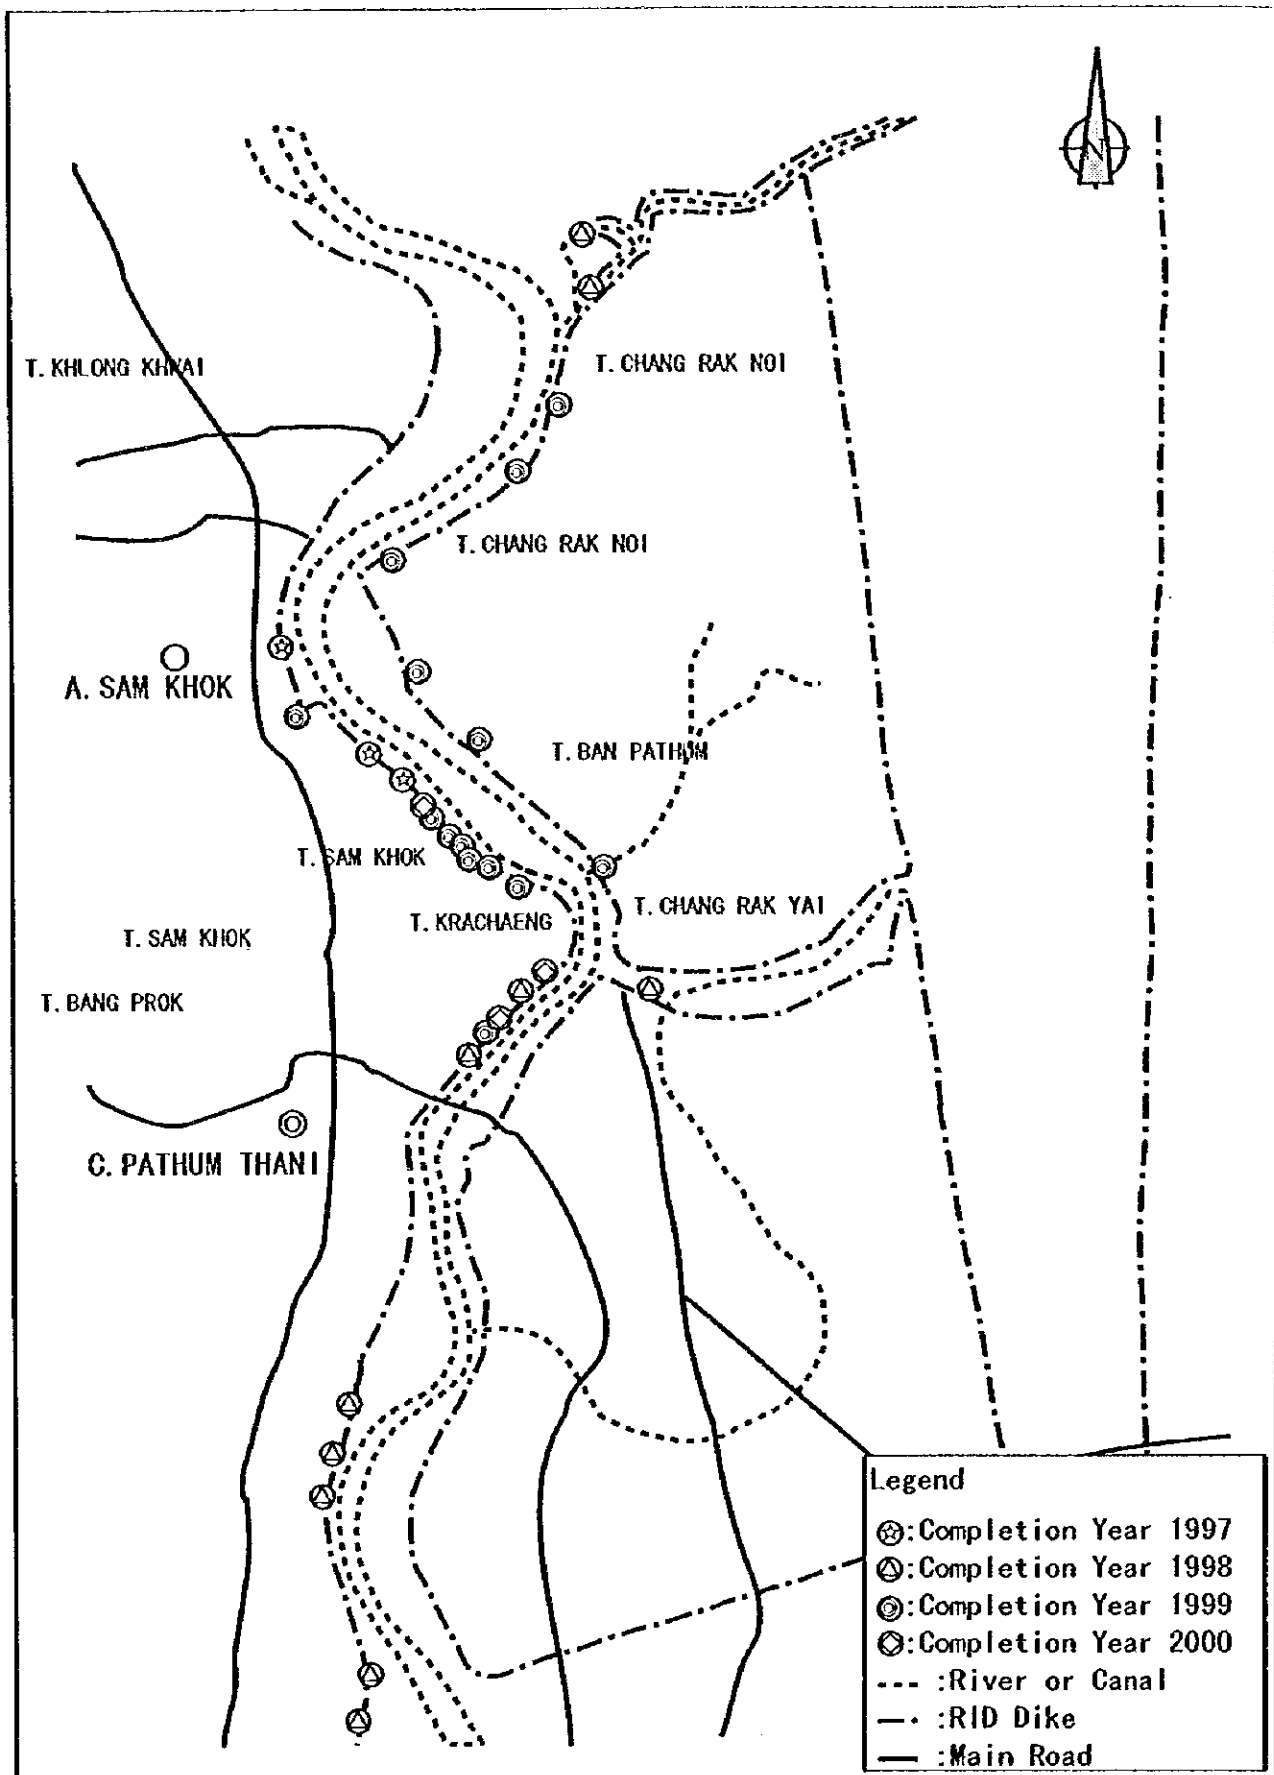 N
T. KHLONG KHWAI
T. CHANG RAK NOI
T. CHANG RAK NOI
A. SAM KHOK
T. BAN PATHUM
T. SAM KHOK
T. CHANG RAK YAI
T. KRACHAENG
T. SAM KHOK
T. BANG PROK
C. PATHUM THANI
Legend
:Completion Year 1997
:Completion Year 1998
:Completion Year 1999
:Completion Year 2000
:River or Canal
:RID Dike
:Main Road